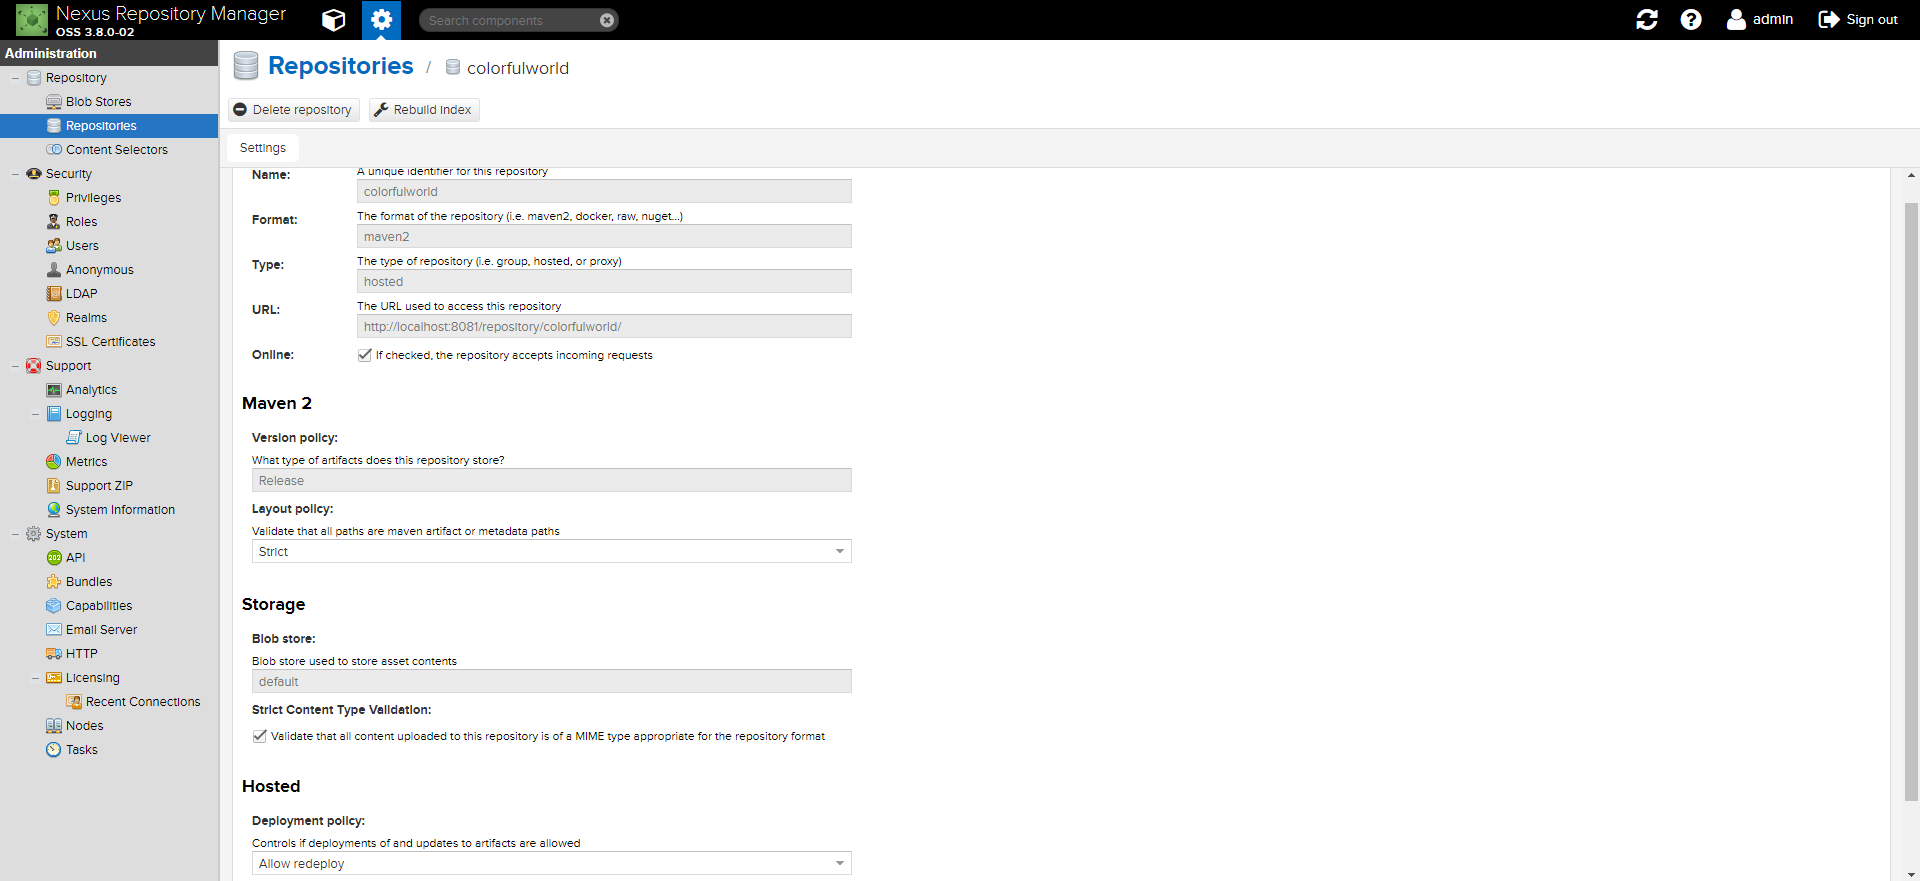 Nexus Repository Manager
OSS 3.8.0-02
Search components
admin
Sign out
Administration
Repository
Blob Stores
Repositories
Content Selectors
Security
Privileges
Roles
Users
Anonymous
LDAP
Realms
SSL Certificates
Support
Analytics
Logging
Log Viewer
Metrics
Support ZIP
System Information
System
API
Bundles
Capabilities
Email Server
HTTP
Licensing
Recent Connections
Nodes
Tasks
Repositories / colorfulworld
Delete repository
Rebuild index
Settings
Name:
A unique identifier for this repository
colorfulworld
Format:
The format of the repository (i.e. maven2, docker, raw, nuget...)
maven2
Type:
The type of repository (i.e. group, hosted, or proxy)
hosted
URL:
The URL used to access this repository
http://localhost:8081/repository/colorfulworld/
Online:
If checked, the repository accepts incoming requests
Maven 2
Version policy:
What type of artifacts does this repository store?
Release
Layout policy:
Validate that all paths are maven artifact or metadata paths
Strict
Storage
Blob store:
Blob store used to store asset contents
default
Strict Content Type Validation:
Validate that all content uploaded to this repository is of a MIME type appropriate for the repository format
Hosted
Deployment policy:
Controls if deployments of and updates to artifacts are allowed
Allow redeploy